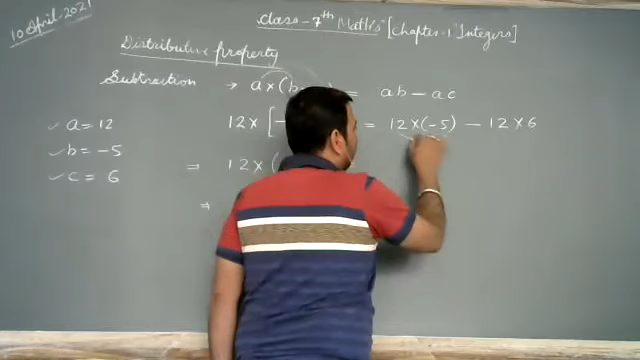 10 April 2021
class - 7th Maths [Chapter-1 Integers]
Distributive property
Subtraction → a×(b = ab - ac
✓ a = 12
12×[- = 12×(-5) - 12×6
✓ b = -5
⇒ 12×(
✓ c = 6
⇒